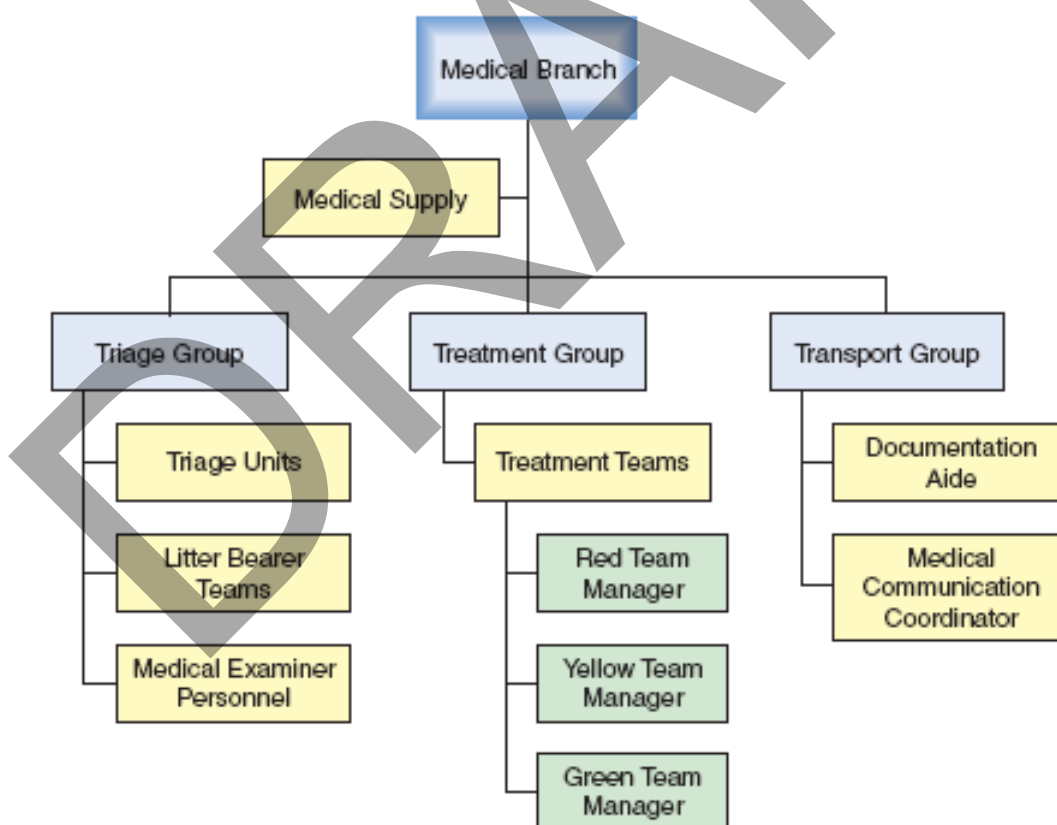 Medical Branch
Medical Supply
Triage Group
Treatment Group
Transport Group
Triage Units
Litter Bearer
Teams
Medical Examiner
Personnel
Treatment Teams
Red Team
Manager
Yellow Team
Manager
Green Team
Manager
Documentation
Aide
Medical
Communication
Coordinator
DRA